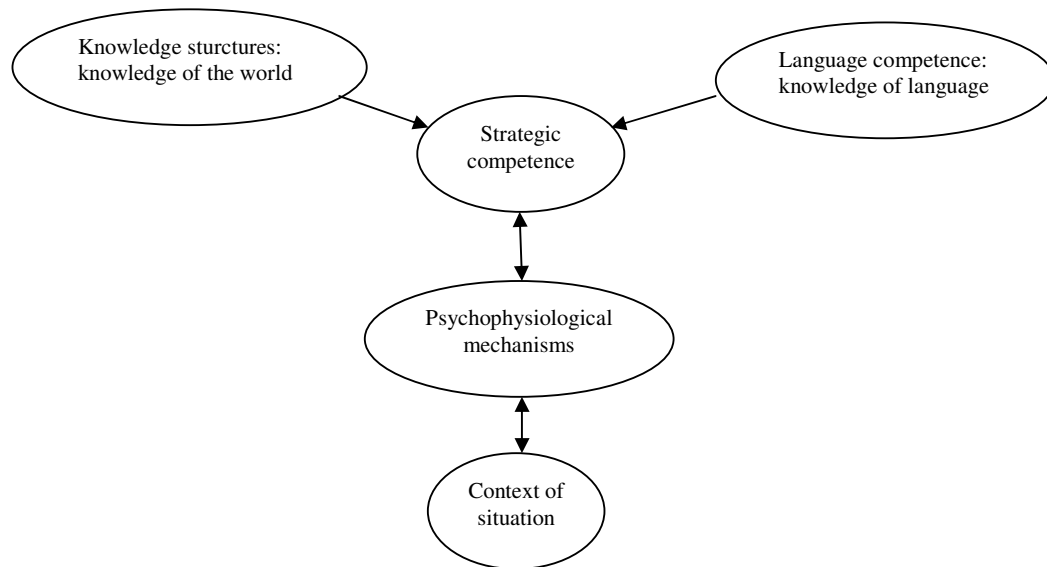 Knowledge sturctures:
knowledge of the world
Language competence:
knowledge of language
Strategic
competence
Psychophysiological
mechanisms
Context of
situation